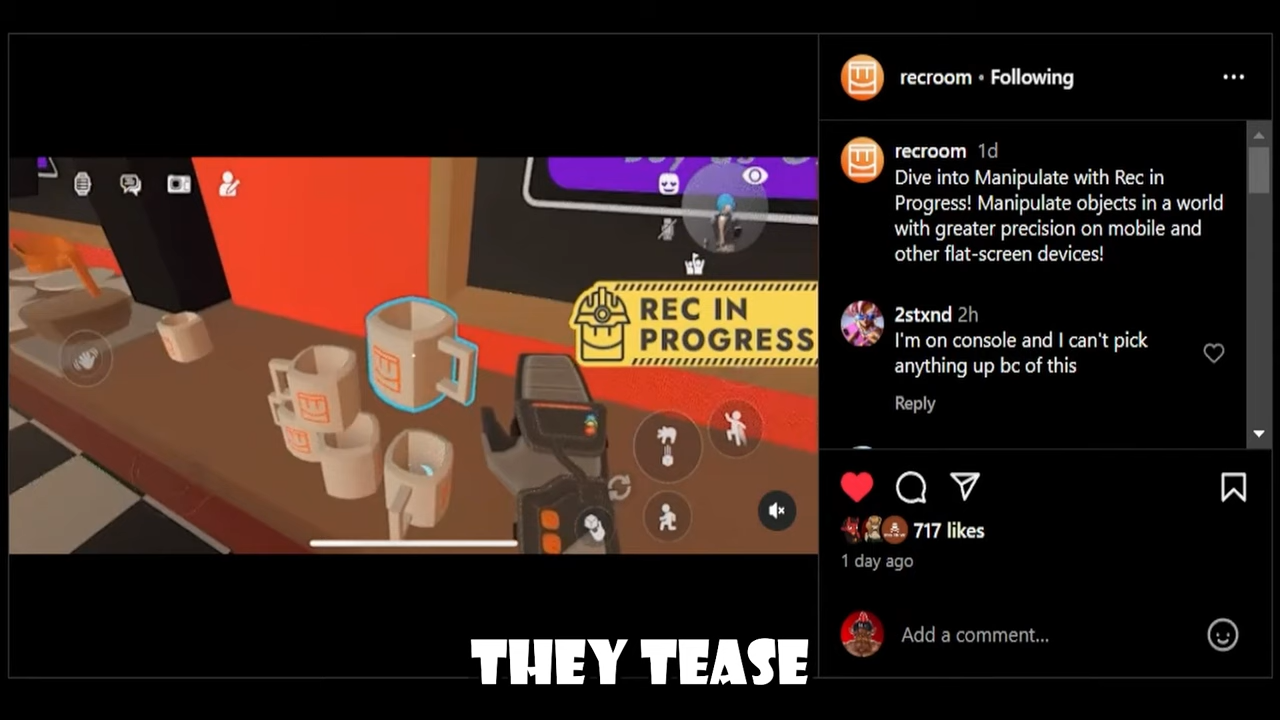 recroom • Following
recroom 1d
Dive into Manipulate with Rec in
Progress! Manipulate objects in a world
with greater precision on mobile and
other flat-screen devices!
REC IN
PROGRESS
2stxnd 2h
I'm on console and I can't pick
anything up bc of this
Reply
717 likes
1 day ago
Add a comment...
THEY TEASE